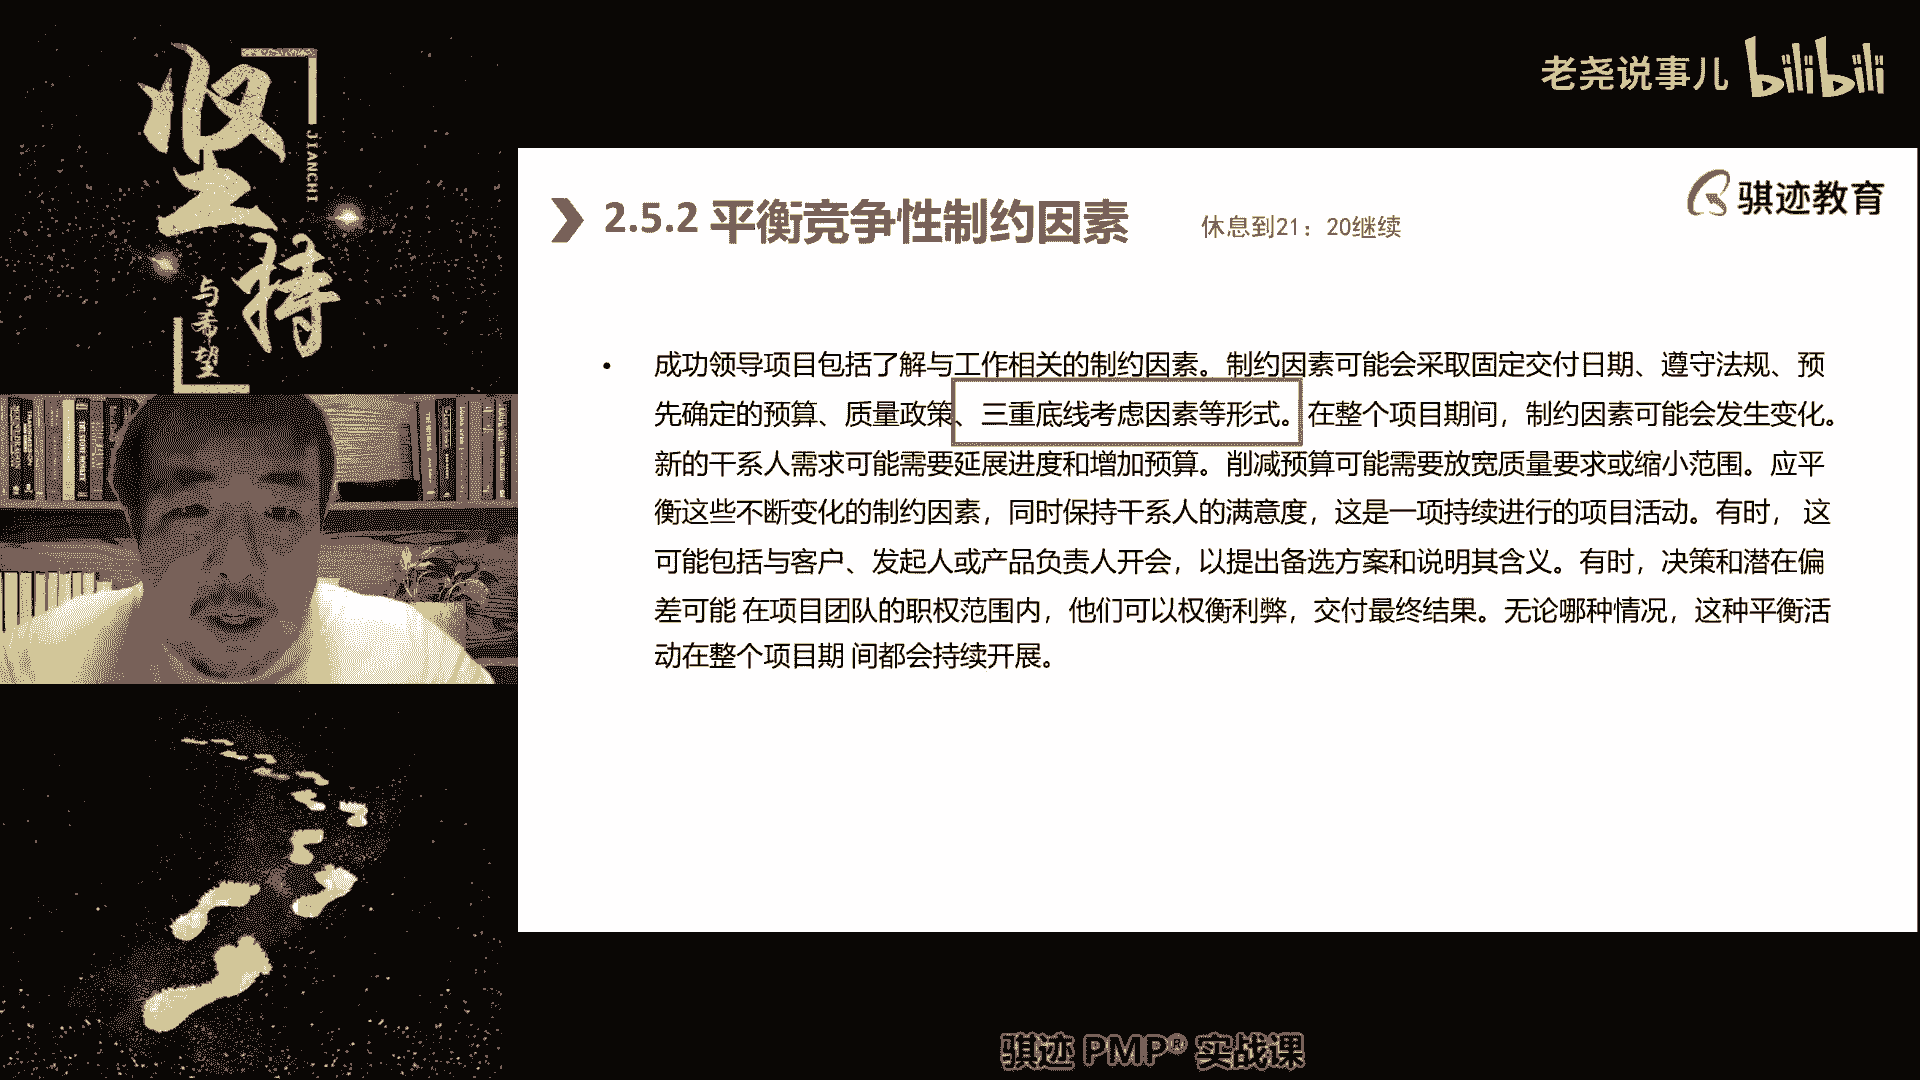 坚持
JIANCHI
与希望
老尧说事儿 bilibili
骐迹教育
2.5.2 平衡竞争性制约因素
休息到21：20继续
• 成功领导项目包括了解与工作相关的制约因素。制约因素可能会采取固定交付日期、遵守法规、预
先确定的预算、质量政策、三重底线考虑因素等形式。在整个项目期间，制约因素可能会发生变化。
新的干系人需求可能需要延展进度和增加预算。削减预算可能需要放宽质量要求或缩小范围。应平
衡这些不断变化的制约因素，同时保持干系人的满意度，这是一项持续进行的项目活动。有时， 这
可能包括与客户、发起人或产品负责人开会，以提出备选方案和说明其含义。有时，决策和潜在偏
差可能 在项目团队的职权范围内，他们可以权衡利弊，交付最终结果。无论哪种情况，这种平衡活
动在整个项目期 间都会持续开展。
骐迹 PMP® 实战课